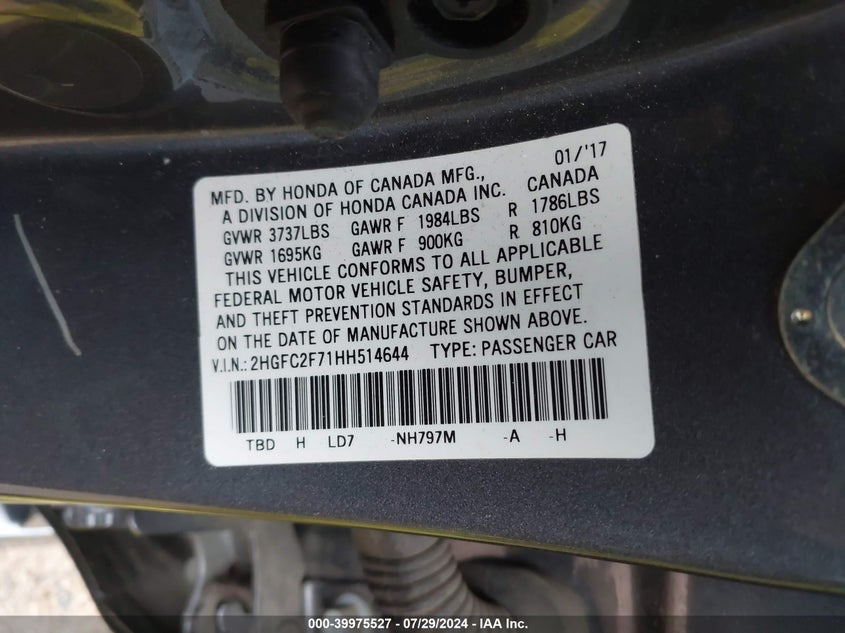 MFD. BY HONDA OF CANADA MFG., 01/'17
A DIVISION OF HONDA CANADA INC. CANADA
GVWR 3737LBS GAWR F 1984LBS R 1786LBS
GVWR 1695KG GAWR F 900KG R 810KG
THIS VEHICLE CONFORMS TO ALL APPLICABLE
FEDERAL MOTOR VEHICLE SAFETY, BUMPER,
AND THEFT PREVENTION STANDARDS IN EFFECT
ON THE DATE OF MANUFACTURE SHOWN ABOVE.
V.I.N.: 2HGFC2F71HH514644 TYPE: PASSENGER CAR
TBD H LD7 -NH797M -A -H
000-39975527 - 07/29/2024 - IAA Inc.